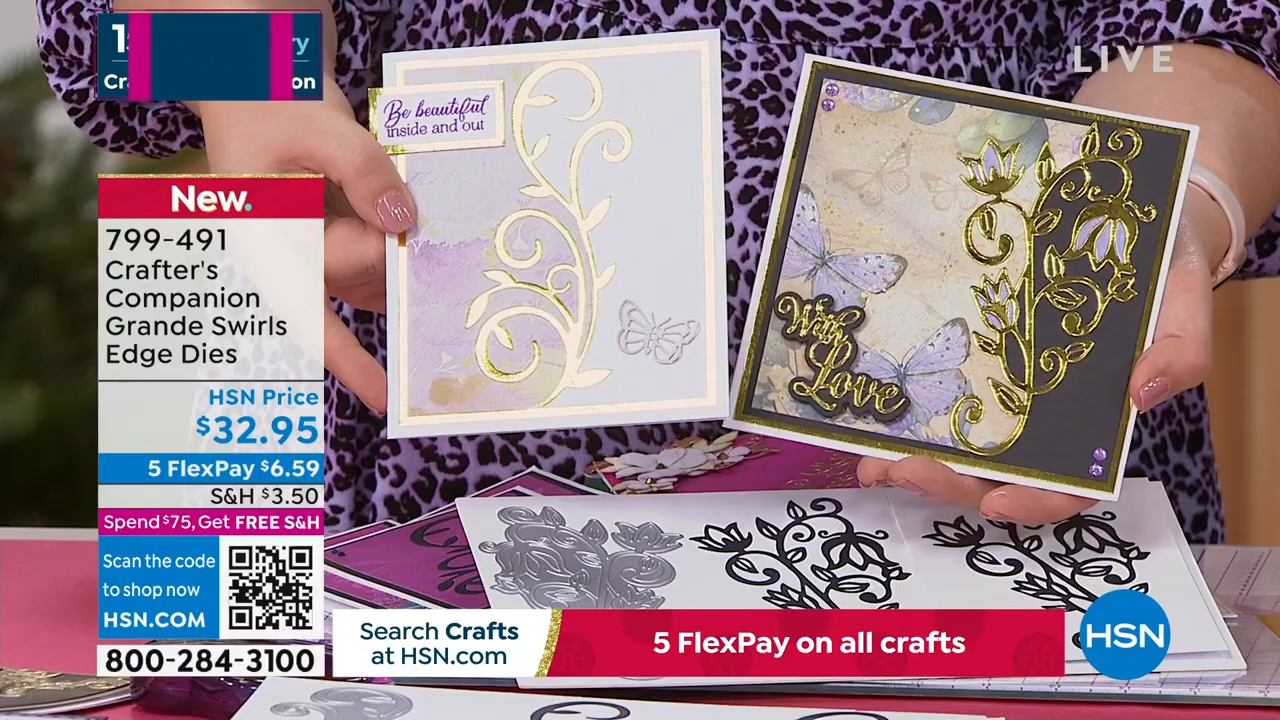 LIVE
Be beautiful
inside and out
With
Love
New.
799-491
Crafter's
Companion
Grande Swirls
Edge Dies
HSN Price
$32.95
5 FlexPay $6.59
S&H $3.50
Spend $75, Get FREE S&H
Scan the code
to shop now
HSN.COM
800-284-3100
Search Crafts
at HSN.com
5 FlexPay on all crafts
HSN